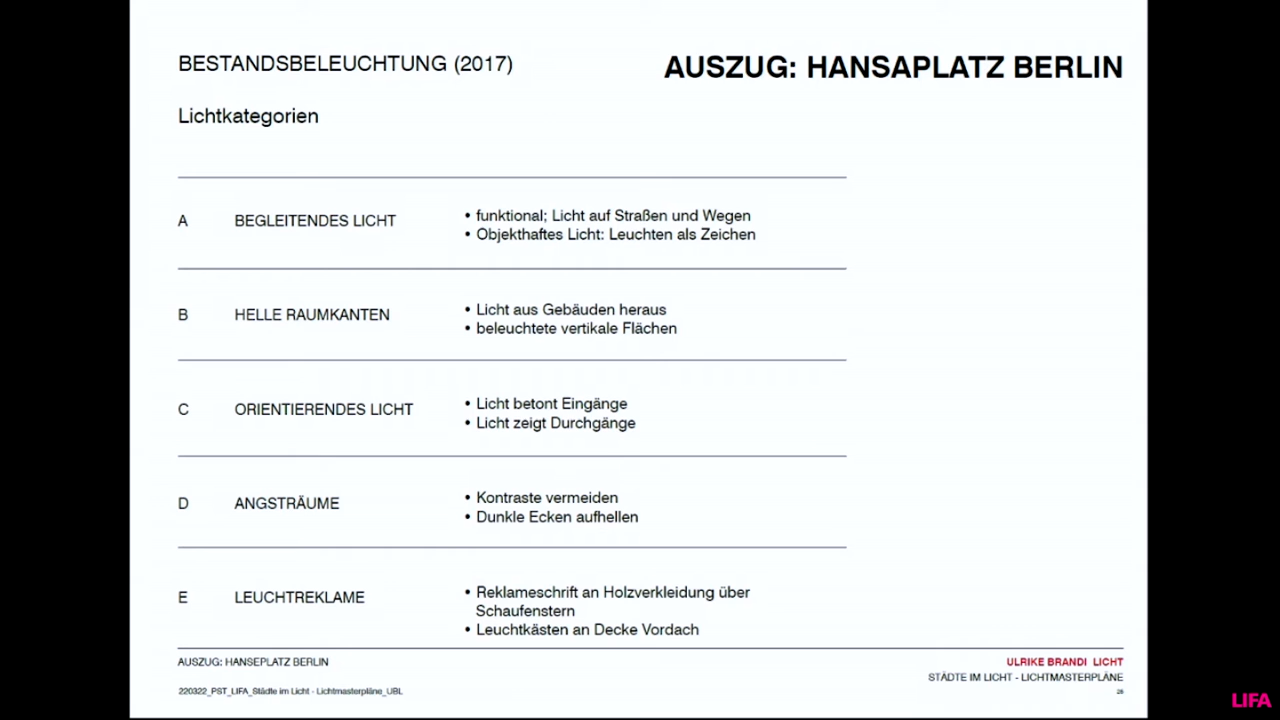 BESTANDSBELEUCHTUNG (2017)
AUSZUG: HANSAPLATZ BERLIN
Lichtkategorien
A BEGLEITENDES LICHT
• funktional; Licht auf Straßen und Wegen
• Objekthaftes Licht: Leuchten als Zeichen
B HELLE RAUMKANTEN
• Licht aus Gebäuden heraus
• beleuchtete vertikale Flächen
C ORIENTIERENDES LICHT
• Licht betont Eingänge
• Licht zeigt Durchgänge
D ANGSTRÄUME
• Kontraste vermeiden
• Dunkle Ecken aufhellen
E LEUCHTREKLAME
• Reklameschrift an Holzverkleidung über
Schaufenstern
• Leuchtkästen an Decke Vordach
AUSZUG: HANSEPLATZ BERLIN
ULRIKE BRANDI LICHT
STÄDTE IM LICHT - LICHTMASTERPLÄNE
220322_PST_LIFA_Städte im Licht - Lichtmasterpläne_UBL
LIFA